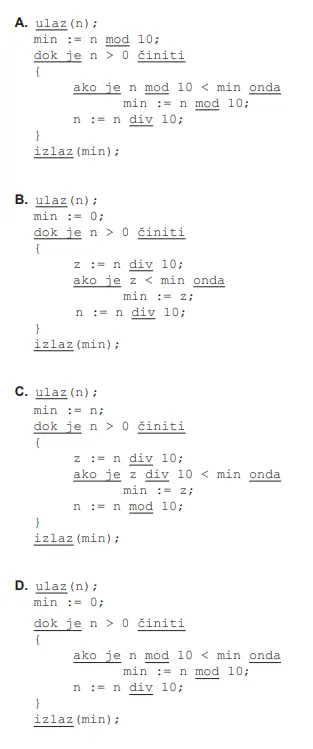 A. ulaz(n);
min := n mod 10;
dok je n > 0 činiti
{
ako je n mod 10 < min onda
min := n mod 10;
n := n div 10;
}
izlaz(min);
B. ulaz(n);
min := 0;
dok je n > 0 činiti
{
z := n div 10;
ako je z < min onda
min := z;
n := n div 10;
}
izlaz(min);
C. ulaz(n);
min := n;
dok je n > 0 činiti
{
z := n div 10;
ako je z div 10 < min onda
min := z;
n := n mod 10;
}
izlaz(min);
D. ulaz(n);
min := 0;
dok je n > 0 činiti
{
ako je n mod 10 < min onda
min := n mod 10;
n := n div 10;
}
izlaz(min);